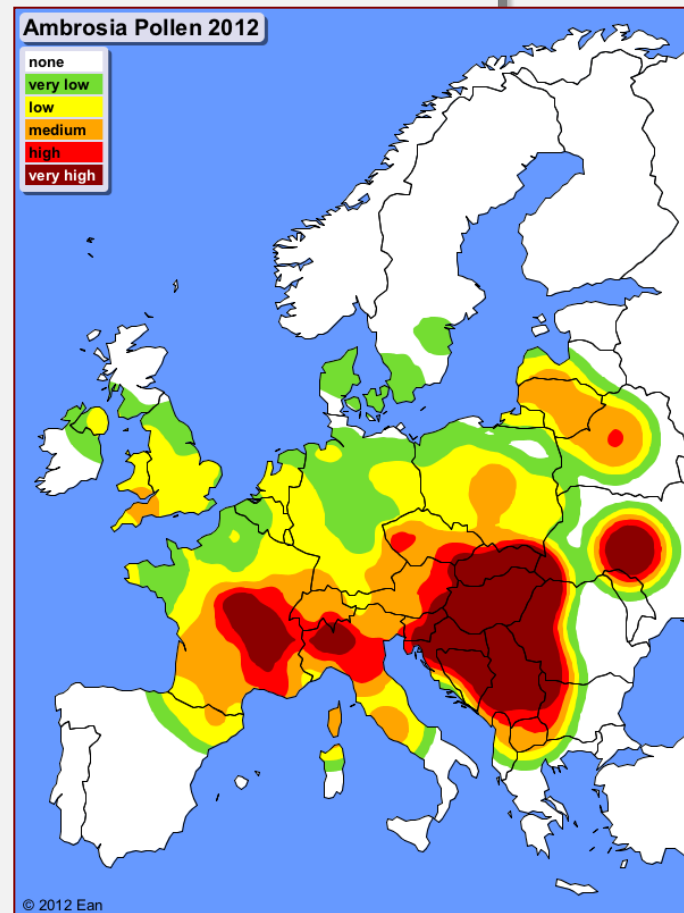 Ambrosia Pollen 2012
none
very low
low
medium
high
very high
© 2012 Ean